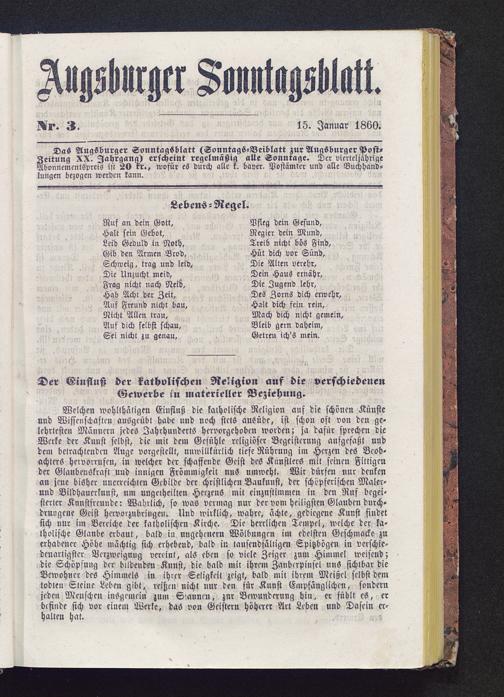 Augsburger Sonntagsblatt.
Nr. 3.
15. Januar 1860.
Das Augsburger Sonntagsblatt (Sonntags-Beiblatt zur Augsburger Post-
Zeitung XX. Jahrgang) erscheint regelmäßig alle Sonntage. Der vierteljährige
Abonnementspreis ist 20 kr., wofür es durch alle k. bayer. Postämter und alle Buchhand-
lungen bezogen werden kann.
Lebens-Regel.
Ruf an dein Gott,
Halt sein Gebot,
Leid Geduld in Noth,
Gib den Armen Brod,
Schweig, trag und leid,
Die Unzucht meid,
Frag nicht nach Neib,
Hab Acht der Zeit,
Auf Freund nicht bau,
Nicht Allen trau,
Auf dich selbst schau,
Sei nicht zu genau,
Pfleg dein Gesund,
Regier dein Mund,
Treib nicht bös Find,
Hüt dich vor Sünd,
Die Alten verehr,
Dein Haus ernähr,
Die Jugend lehr,
Des Zorns dich erwehr,
Halt dich fein rein,
Mach dich nicht gemein,
Bleib gern daheim,
Getreu ich's mein.
Der Einfluß der katholischen Religion auf die verschiedenen
Gewerbe in materieller Beziehung.
Welchen wohlthätigen Einfluß die katholische Religion auf die schönen Künste
und Wissenschaften ausgeübt habe und noch stets ausübe, ist schon oft von den ge-
lehrtesten Männern jedes Jahrhunderts hervorgehoben worden; ja dafür sprechen die
Werke der Kunst selbst, die mit dem Gefühle religiöser Begeisterung aufgefaßt und
dem betrachtenden Auge vorgestellt, unwillkürlich tiefe Rührung im Herzen des Beob-
achters hervorrufen, in welcher der schaffende Geist des Künstlers mit seinen Fittigen
der Glaubenskraft und innigen Frömmigkeit uns umweht. Wir dürfen nur denken
an jene bisher unerreichten Gebilde der christlichen Baukunst, der schöpferischen Maler-
und Bildhauerkunst, um ungetheilten Herzens mit einzustimmen in den Ruf begei-
sterter Kunstfreunde: Wahrlich, so was vermag nur der vom heiligsten Glauben durch-
drungene Geist hervorzubringen. Und wirklich, wahre, ächte, gediegene Kunst findet
sich nur im Bereiche der katholischen Kirche. Die herrlichen Tempel, welche der ka-
tholische Glaube erbaut, bald in ungeheuren Wölbungen im edelsten Geschmacke zu
erhabener Höhe mächtig sich erhebend, bald in tausendfältigen Spitzbögen in verschie-
denartigster Verzweigung vereint, als eben so viele Zeiger zum Himmel weisend;
die Schöpfung der bildenden Kunst, die bald mit ihrem Zauberpinsel uns sichtbar die
Bewohner des Himmels in ihrer Seligkeit zeigt, bald mit ihrem Meißel selbst dem
todten Steine Leben gibt, reißen nicht nur den für Kunst Empfänglichen, sondern
jeden Menschen insgemein zum Staunen, zur Bewunderung hin, er fühlt es, er
befinde sich vor einem Werke, das von Geistern höherer Art Leben und Dasein er-
halten hat.